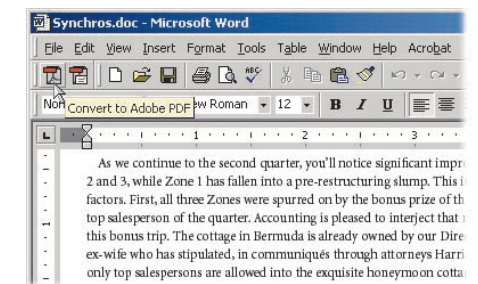 Synchros.doc - Microsoft Word
File Edit View Insert Format Tools Table Window Help Acrobat
ABC
Nor Convert to Adobe PDF ew Roman 12 B I U
L 1 2 3
As we continue to the second quarter, you'll notice significant impr
2 and 3, while Zone 1 has fallen into a pre-restructuring slump. This i
factors. First, all three Zones were spurred on by the bonus prize of th
top salesperson of the quarter. Accounting is pleased to interject that
this bonus trip. The cottage in Bermuda is already owned by our Dire
ex-wife who has stipulated, in communiqués through attorneys Harri
only top salespersons are allowed into the exquisite honeymoon cotta